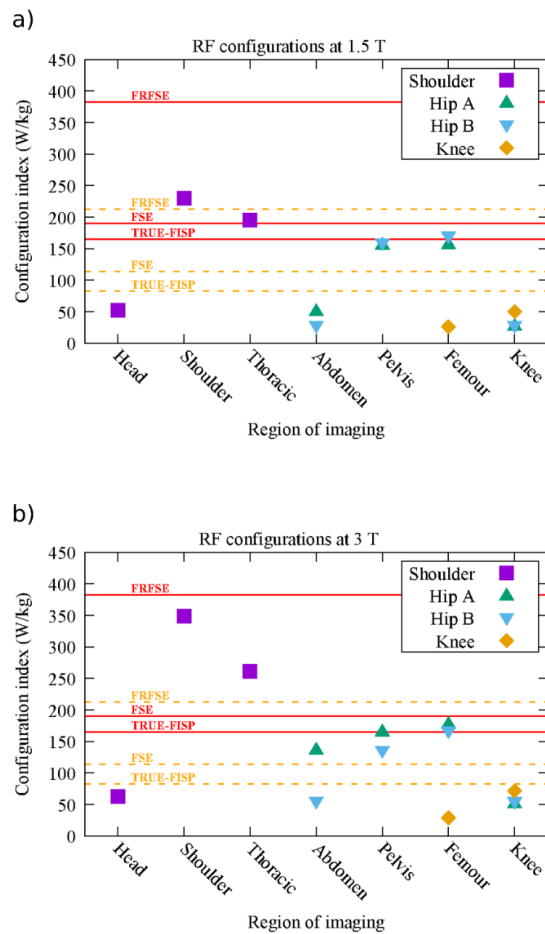 a)
RF configurations at 1.5 T
Configuration index (W/kg)
450
400
350
300
250
200
150
100
50
0
FRFSE
FRFSE
FSE
TRUE-FISP
FSE
TRUE-FISP
Shoulder
Hip A
Hip B
Knee
Head
Shoulder
Thoracic
Abdomen
Pelvis
Femour
Knee
Region of imaging
b)
RF configurations at 3 T
Configuration index (W/kg)
450
400
350
300
250
200
150
100
50
0
FRFSE
FRFSE
FSE
TRUE-FISP
FSE
TRUE-FISP
Shoulder
Hip A
Hip B
Knee
Head
Shoulder
Thoracic
Abdomen
Pelvis
Femour
Knee
Region of imaging